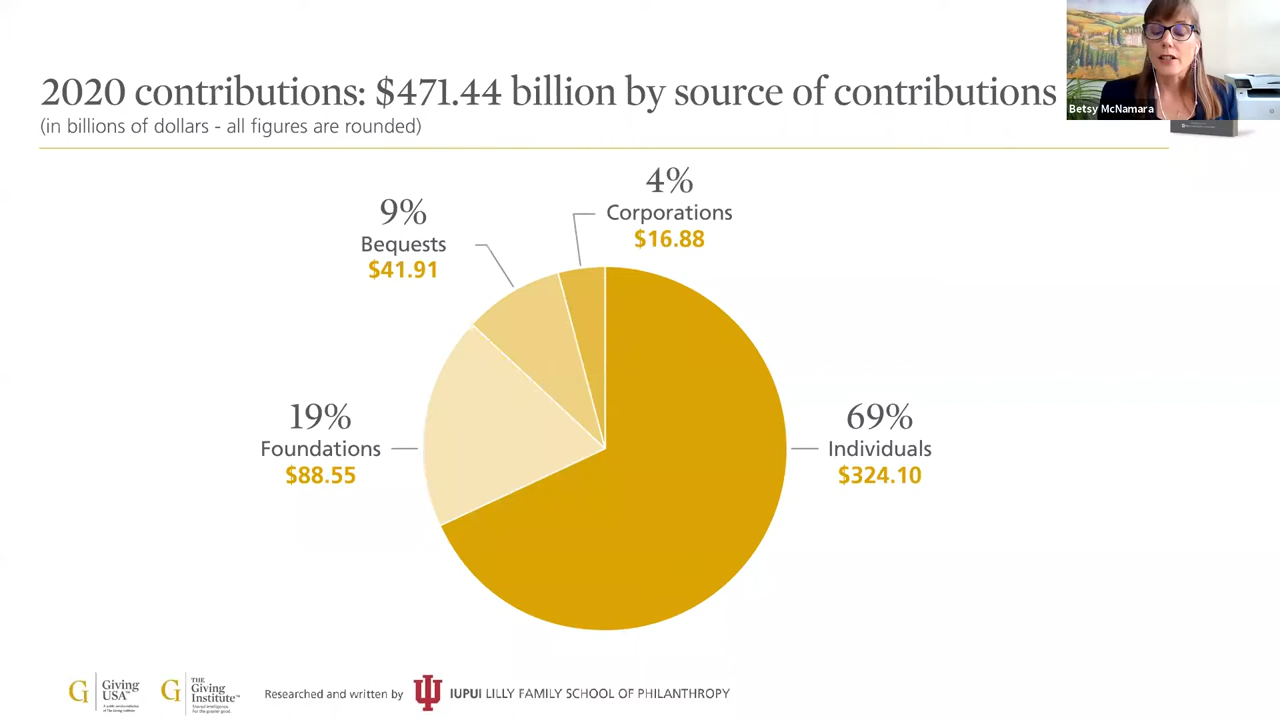 2020 contributions: $471.44 billion by source of contributions
(in billions of dollars - all figures are rounded)
Betsy McNamara
4%
Corporations
$16.88
9%
Bequests
$41.91
19%
Foundations
$88.55
69%
Individuals
$324.10
G Giving
USA™
G THE
Giving
Institute™
Researched and written by
IUPUI LILLY FAMILY SCHOOL OF PHILANTHROPY